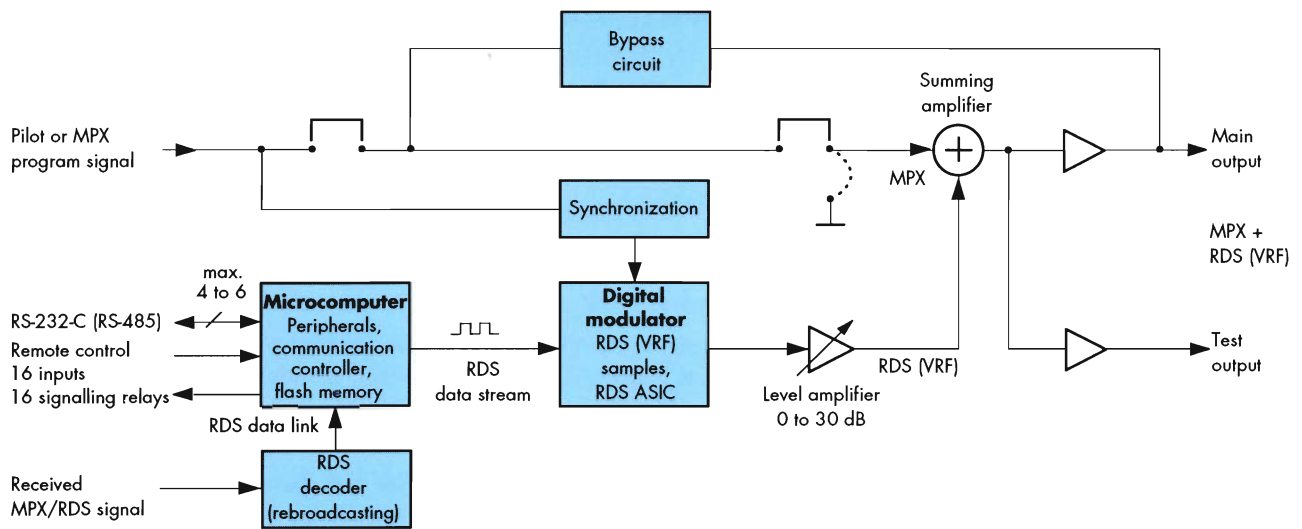 Bypass
circuit
Summing
amplifier
Pilot or MPX
program signal
MPX
Main
output
Synchronization
MPX +
RDS (VRF)
max.
4 to 6
RS-232-C (RS-485)
Remote control
16 inputs
16 signalling relays
Microcomputer
Peripherals,
communication
controller,
flash memory
RDS
data stream
Digital
modulator
RDS (VRF)
samples,
RDS ASIC
RDS (VRF)
Level amplifier
0 to 30 dB
Test
output
RDS data link
Received
MPX/RDS signal
RDS
decoder
(rebroadcasting)